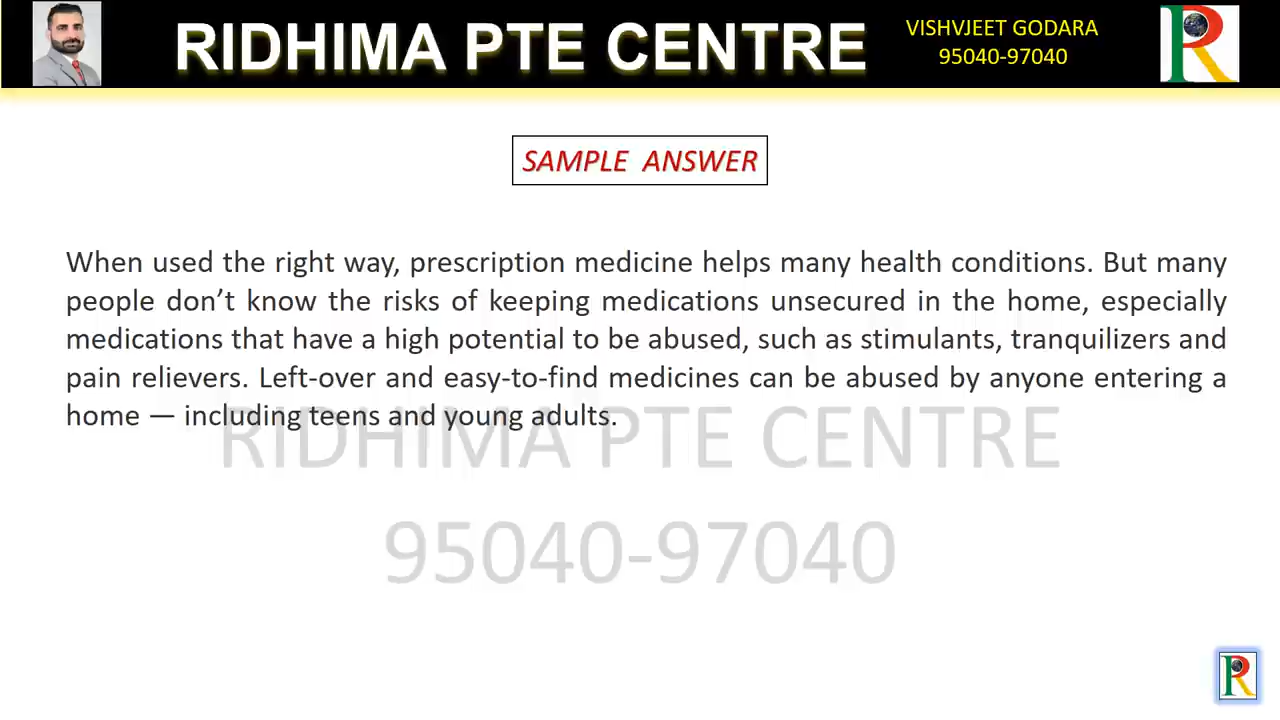 RIDHIMA PTE CENTRE
VISHVJEET GODARA
95040-97040
R
SAMPLE ANSWER
When used the right way, prescription medicine helps many health conditions. But many
people don’t know the risks of keeping medications unsecured in the home, especially
medications that have a high potential to be abused, such as stimulants, tranquilizers and
pain relievers. Left-over and easy-to-find medicines can be abused by anyone entering a
home — including teens and young adults.
RIDHIMA PTE CENTRE
95040-97040
R